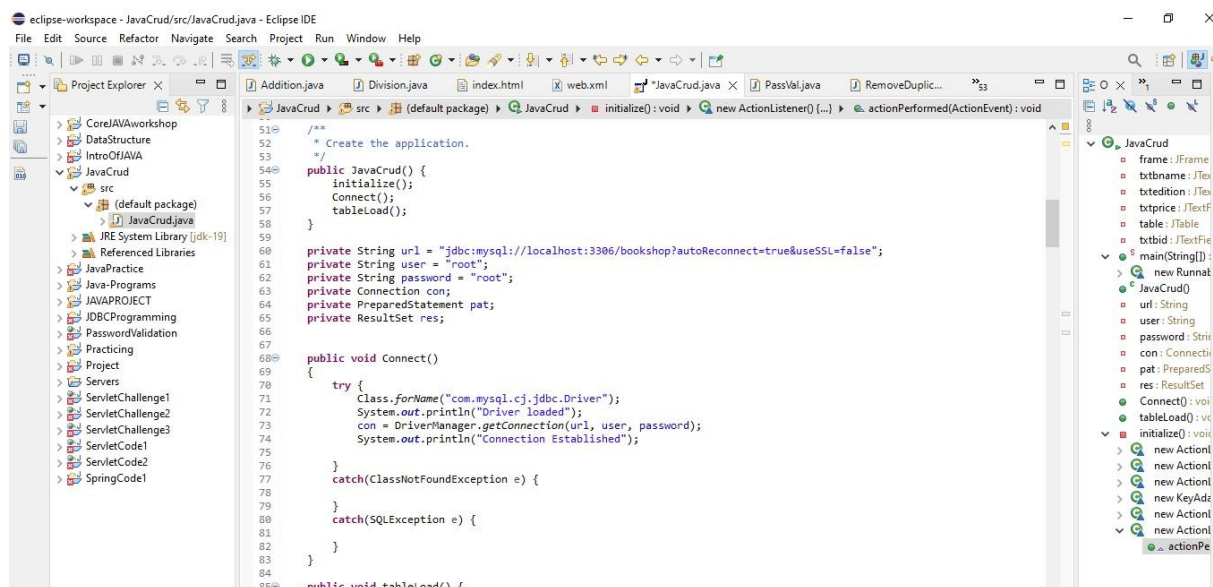 eclipse-workspace - JavaCrud/src/JavaCrud.java - Eclipse IDE
File Edit Source Refactor Navigate Search Project Run Window Help
Project Explorer
CoreJAVAworkshop
DataStructure
IntroOfJAVA
JavaCrud
src
(default package)
JavaCrud.java
JRE System Library [jdk-19]
Referenced Libraries
JavaPractice
Java-Programs
JAVAPROJECT
JDBCProgramming
PasswordValidation
Practicing
Project
Servers
ServletChallenge1
ServletChallenge2
ServletChallenge3
ServletCode1
ServletCode2
SpringCode1
Addition.java Division.java index.html web.xml *JavaCrud.java PassVal.java RemoveDuplic... »53
JavaCrud src (default package) JavaCrud initialize() : void new ActionListener() {...} actionPerformed(ActionEvent) : void
51 /**
52 * Create the application.
53 */
54 public JavaCrud() {
55 initialize();
56 Connect();
57 tableLoad();
58 }
59
60 private String url = "jdbc:mysql://localhost:3306/bookshop?autoReconnect=true&useSSL=false";
61 private String user = "root";
62 private String password = "root";
63 private Connection con;
64 private PreparedStatement pat;
65 private ResultSet res;
66
67
68 public void Connect()
69 {
70 try {
71 Class.forName("com.mysql.cj.jdbc.Driver");
72 System.out.println("Driver loaded");
73 con = DriverManager.getConnection(url, user, password);
74 System.out.println("Connection Established");
75
76 }
77 catch(ClassNotFoundException e) {
78
79 }
80 catch(SQLException e) {
81
82 }
83 }
84
85 public void tableLoad() {
»1
JavaCrud
frame : JFrame
txtbname : JTex
txtedition : JTex
txtprice : JTextF
table : JTable
txtbid : JTextFie
main(String[]) :
new Runnab
JavaCrud()
url : String
user : String
password : Strin
con : Connecti
pat : PreparedS
res : ResultSet
Connect() : voi
tableLoad() : vo
initialize() : void
new ActionL
new ActionL
new ActionL
new KeyAda
new ActionL
new ActionL
actionPe